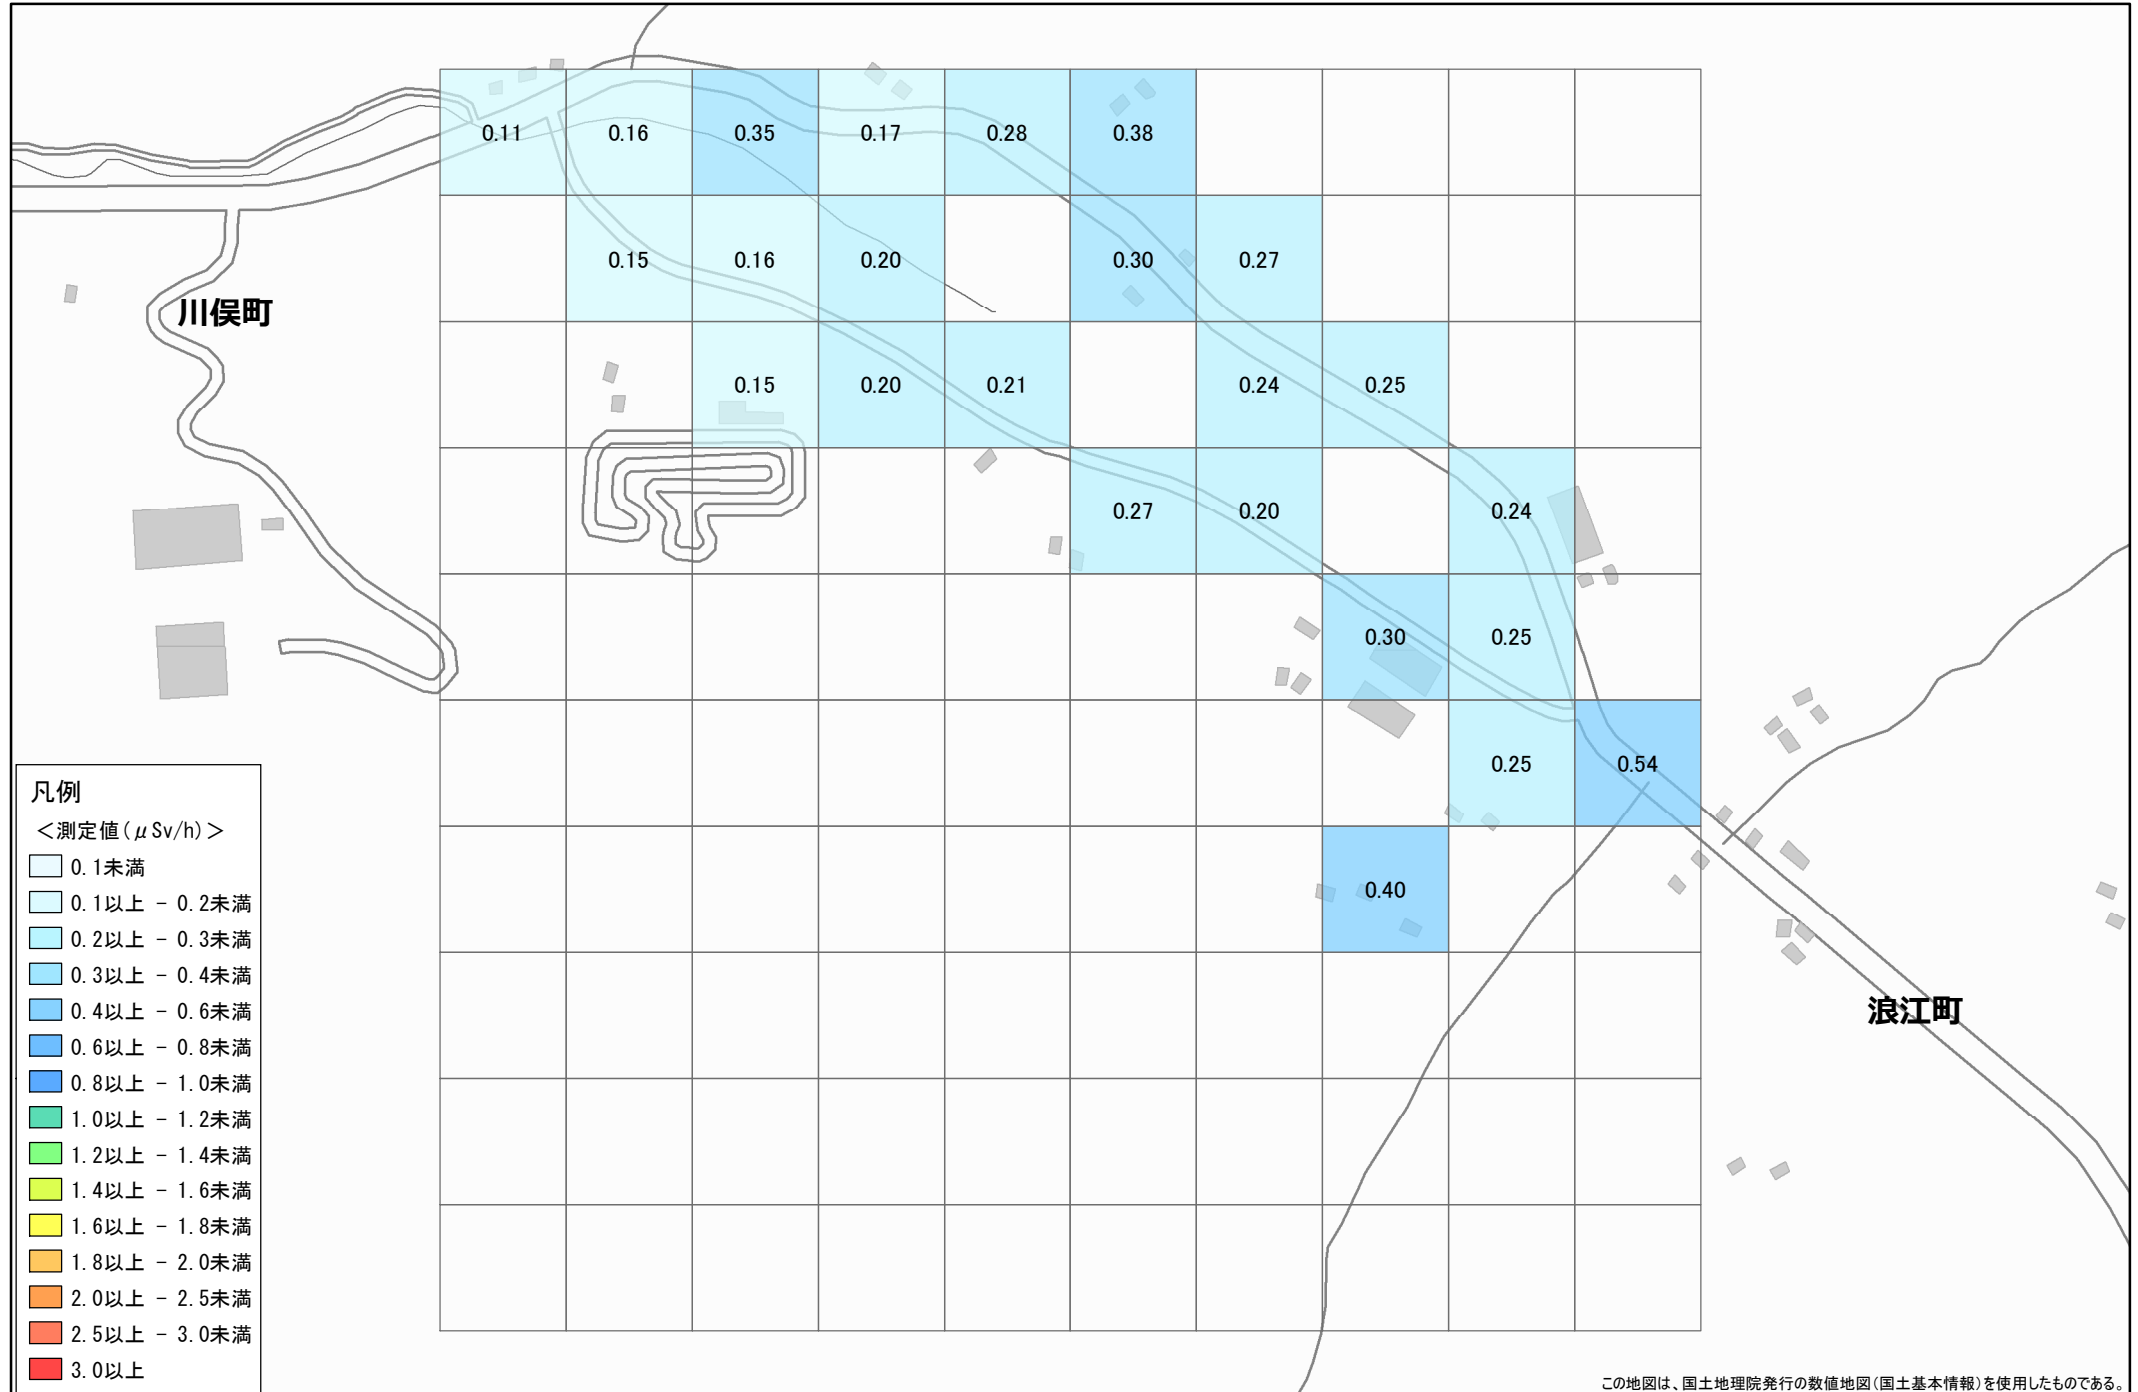 0.11 0.16 0.35 0.17 0.28 0.38
0.15 0.16 0.20 0.30 0.27
川俣町
0.15 0.20 0.21 0.24 0.25
0.27 0.20 0.24
0.30 0.25
0.25 0.54
0.40
浪江町
凡例
＜測定値(μSv/h)＞
0.1未満
0.1以上 - 0.2未満
0.2以上 - 0.3未満
0.3以上 - 0.4未満
0.4以上 - 0.6未満
0.6以上 - 0.8未満
0.8以上 - 1.0未満
1.0以上 - 1.2未満
1.2以上 - 1.4未満
1.4以上 - 1.6未満
1.6以上 - 1.8未満
1.8以上 - 2.0未満
2.0以上 - 2.5未満
2.5以上 - 3.0未満
3.0以上
この地図は、国土地理院発行の数値地図(国土基本情報)を使用したものである。